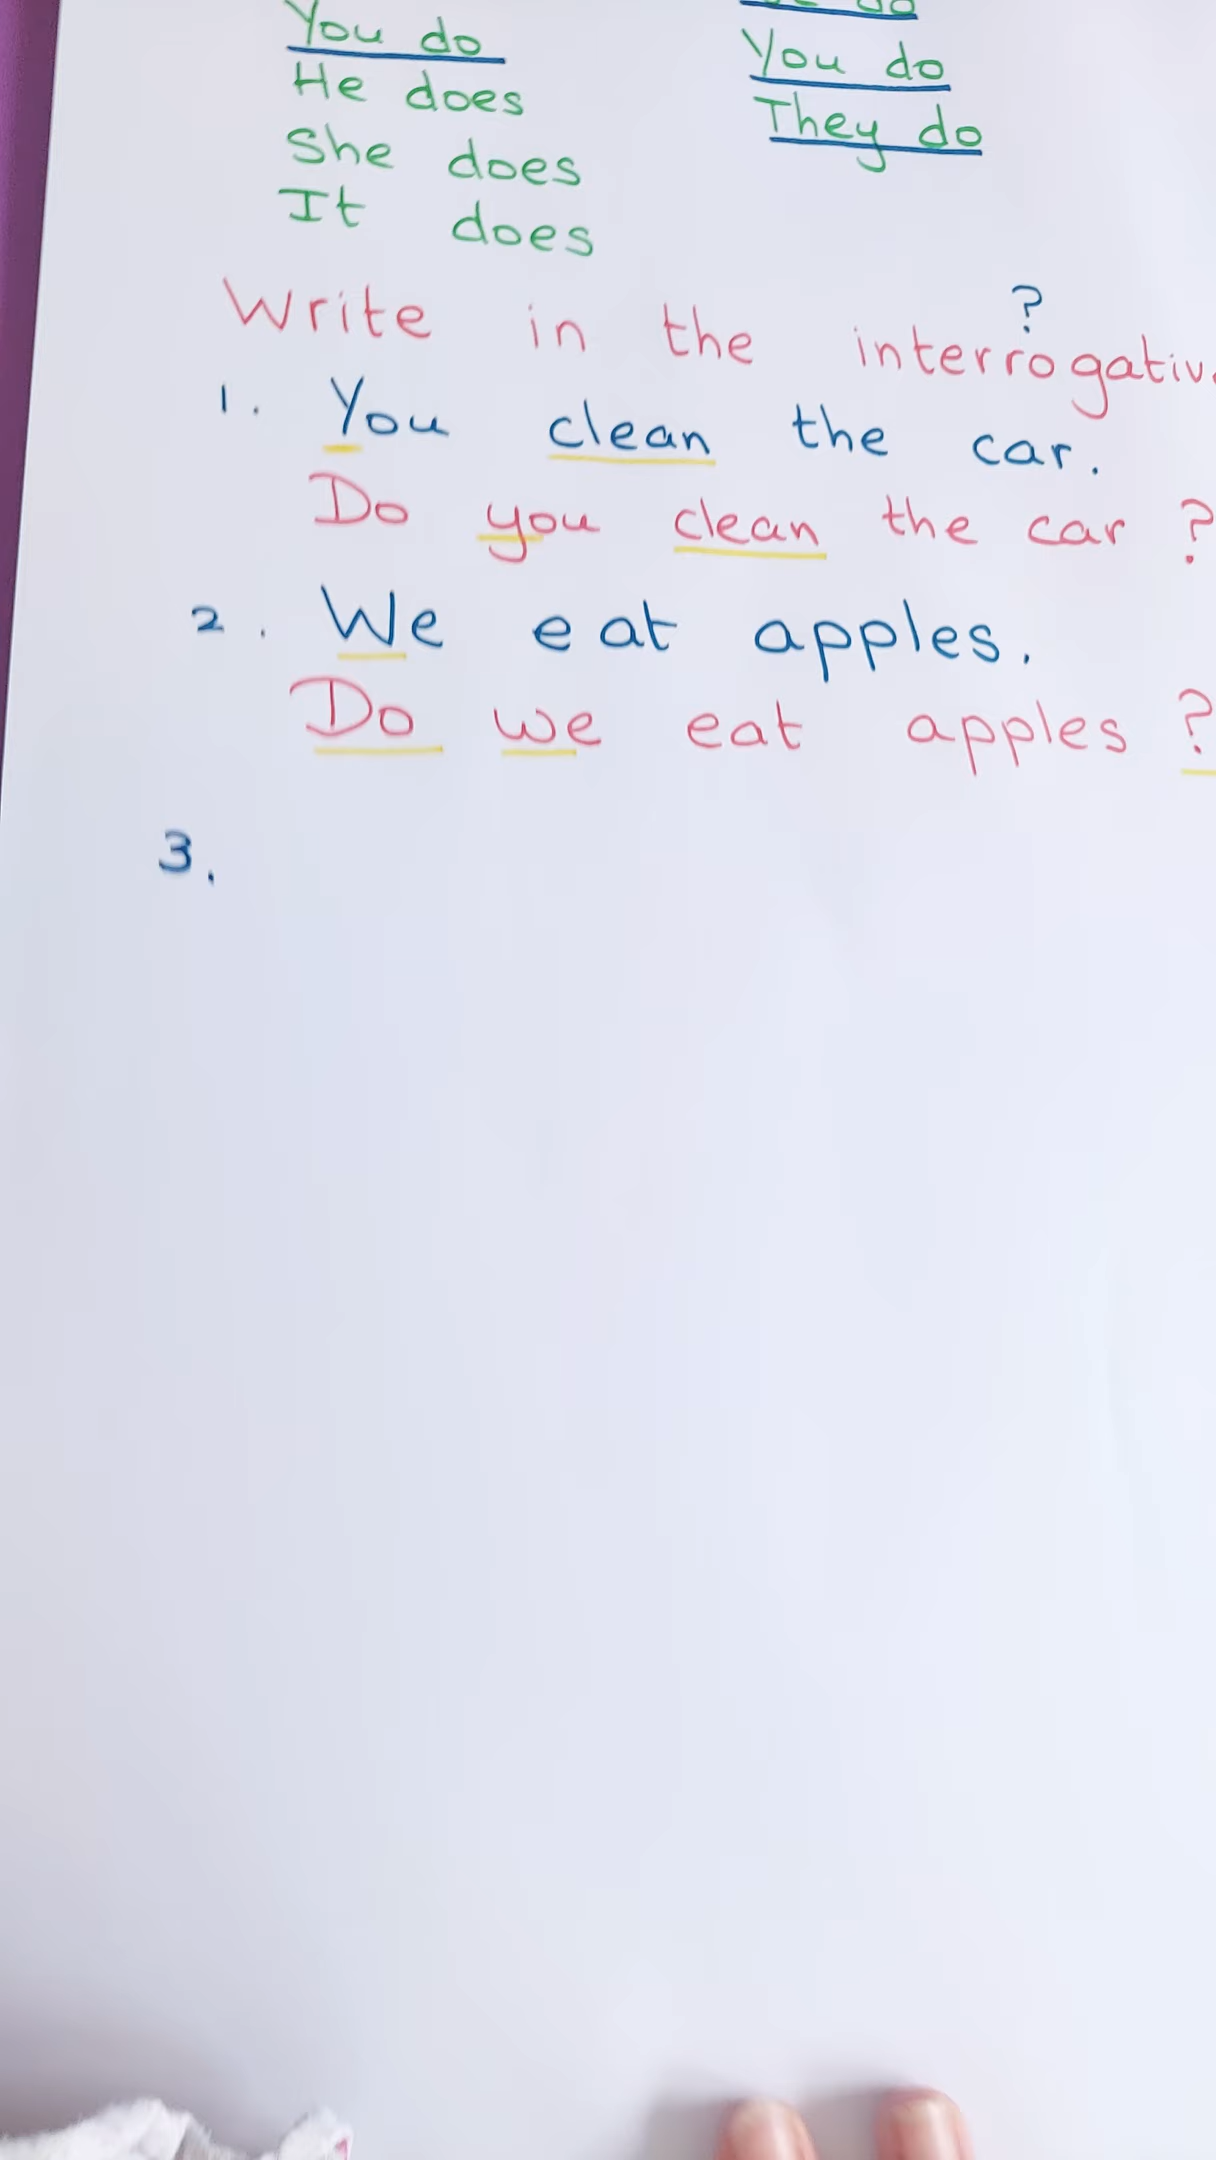 You do
He does
She does
It does
do
You do
They do
Write in the ? interrogativ
1. You clean the car.
Do you clean the car ?
2. We eat apples.
Do we eat apples ?
3.